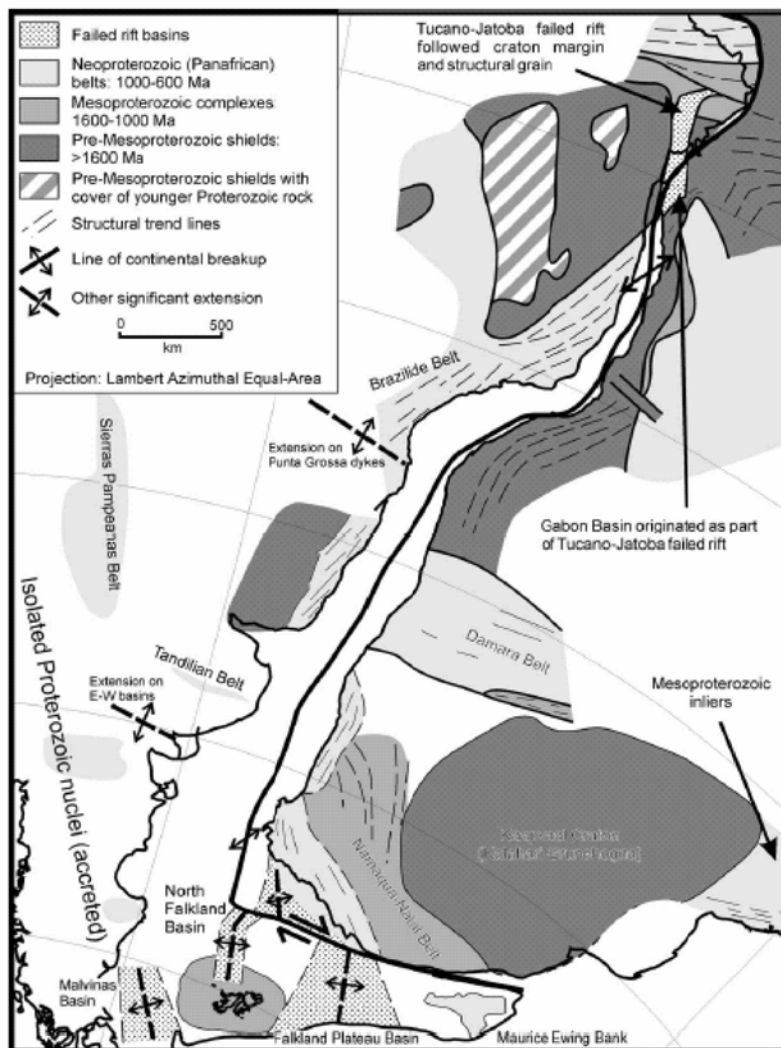 Failed rift basins
Neoproterozoic (Panafrican)
belts: 1000-600 Ma
Mesoproterozoic complexes:
1600-1000 Ma
Pre-Mesoproterozoic shields:
>1600 Ma
Pre-Mesoproterozoic shields with
cover of younger Proterozoic rock
Structural trend lines
Line of continental breakup
Other significant extension
0 500
km
Projection: Lambert Azimuthal Equal-Area
Tucano-Jatoba failed rift
followed craton margin
and structural grain
Brazilide Belt
Extension on
Punta Grossa dykes
Sierras Pampeanas Belt
Gabon Basin originated as part
of Tucano-Jatoba failed rift
Isolated Proterozoic nuclei (accreted)
Tandilian Belt
Damara Belt
Extension on
E-W basins
Mesoproterozoic
inliers
Kaapvaal Craton
Namaqua-Natal Belt
North
Falkland
Basin
Malvinas
Basin
Falkland Plateau Basin
Maurice Ewing Bank